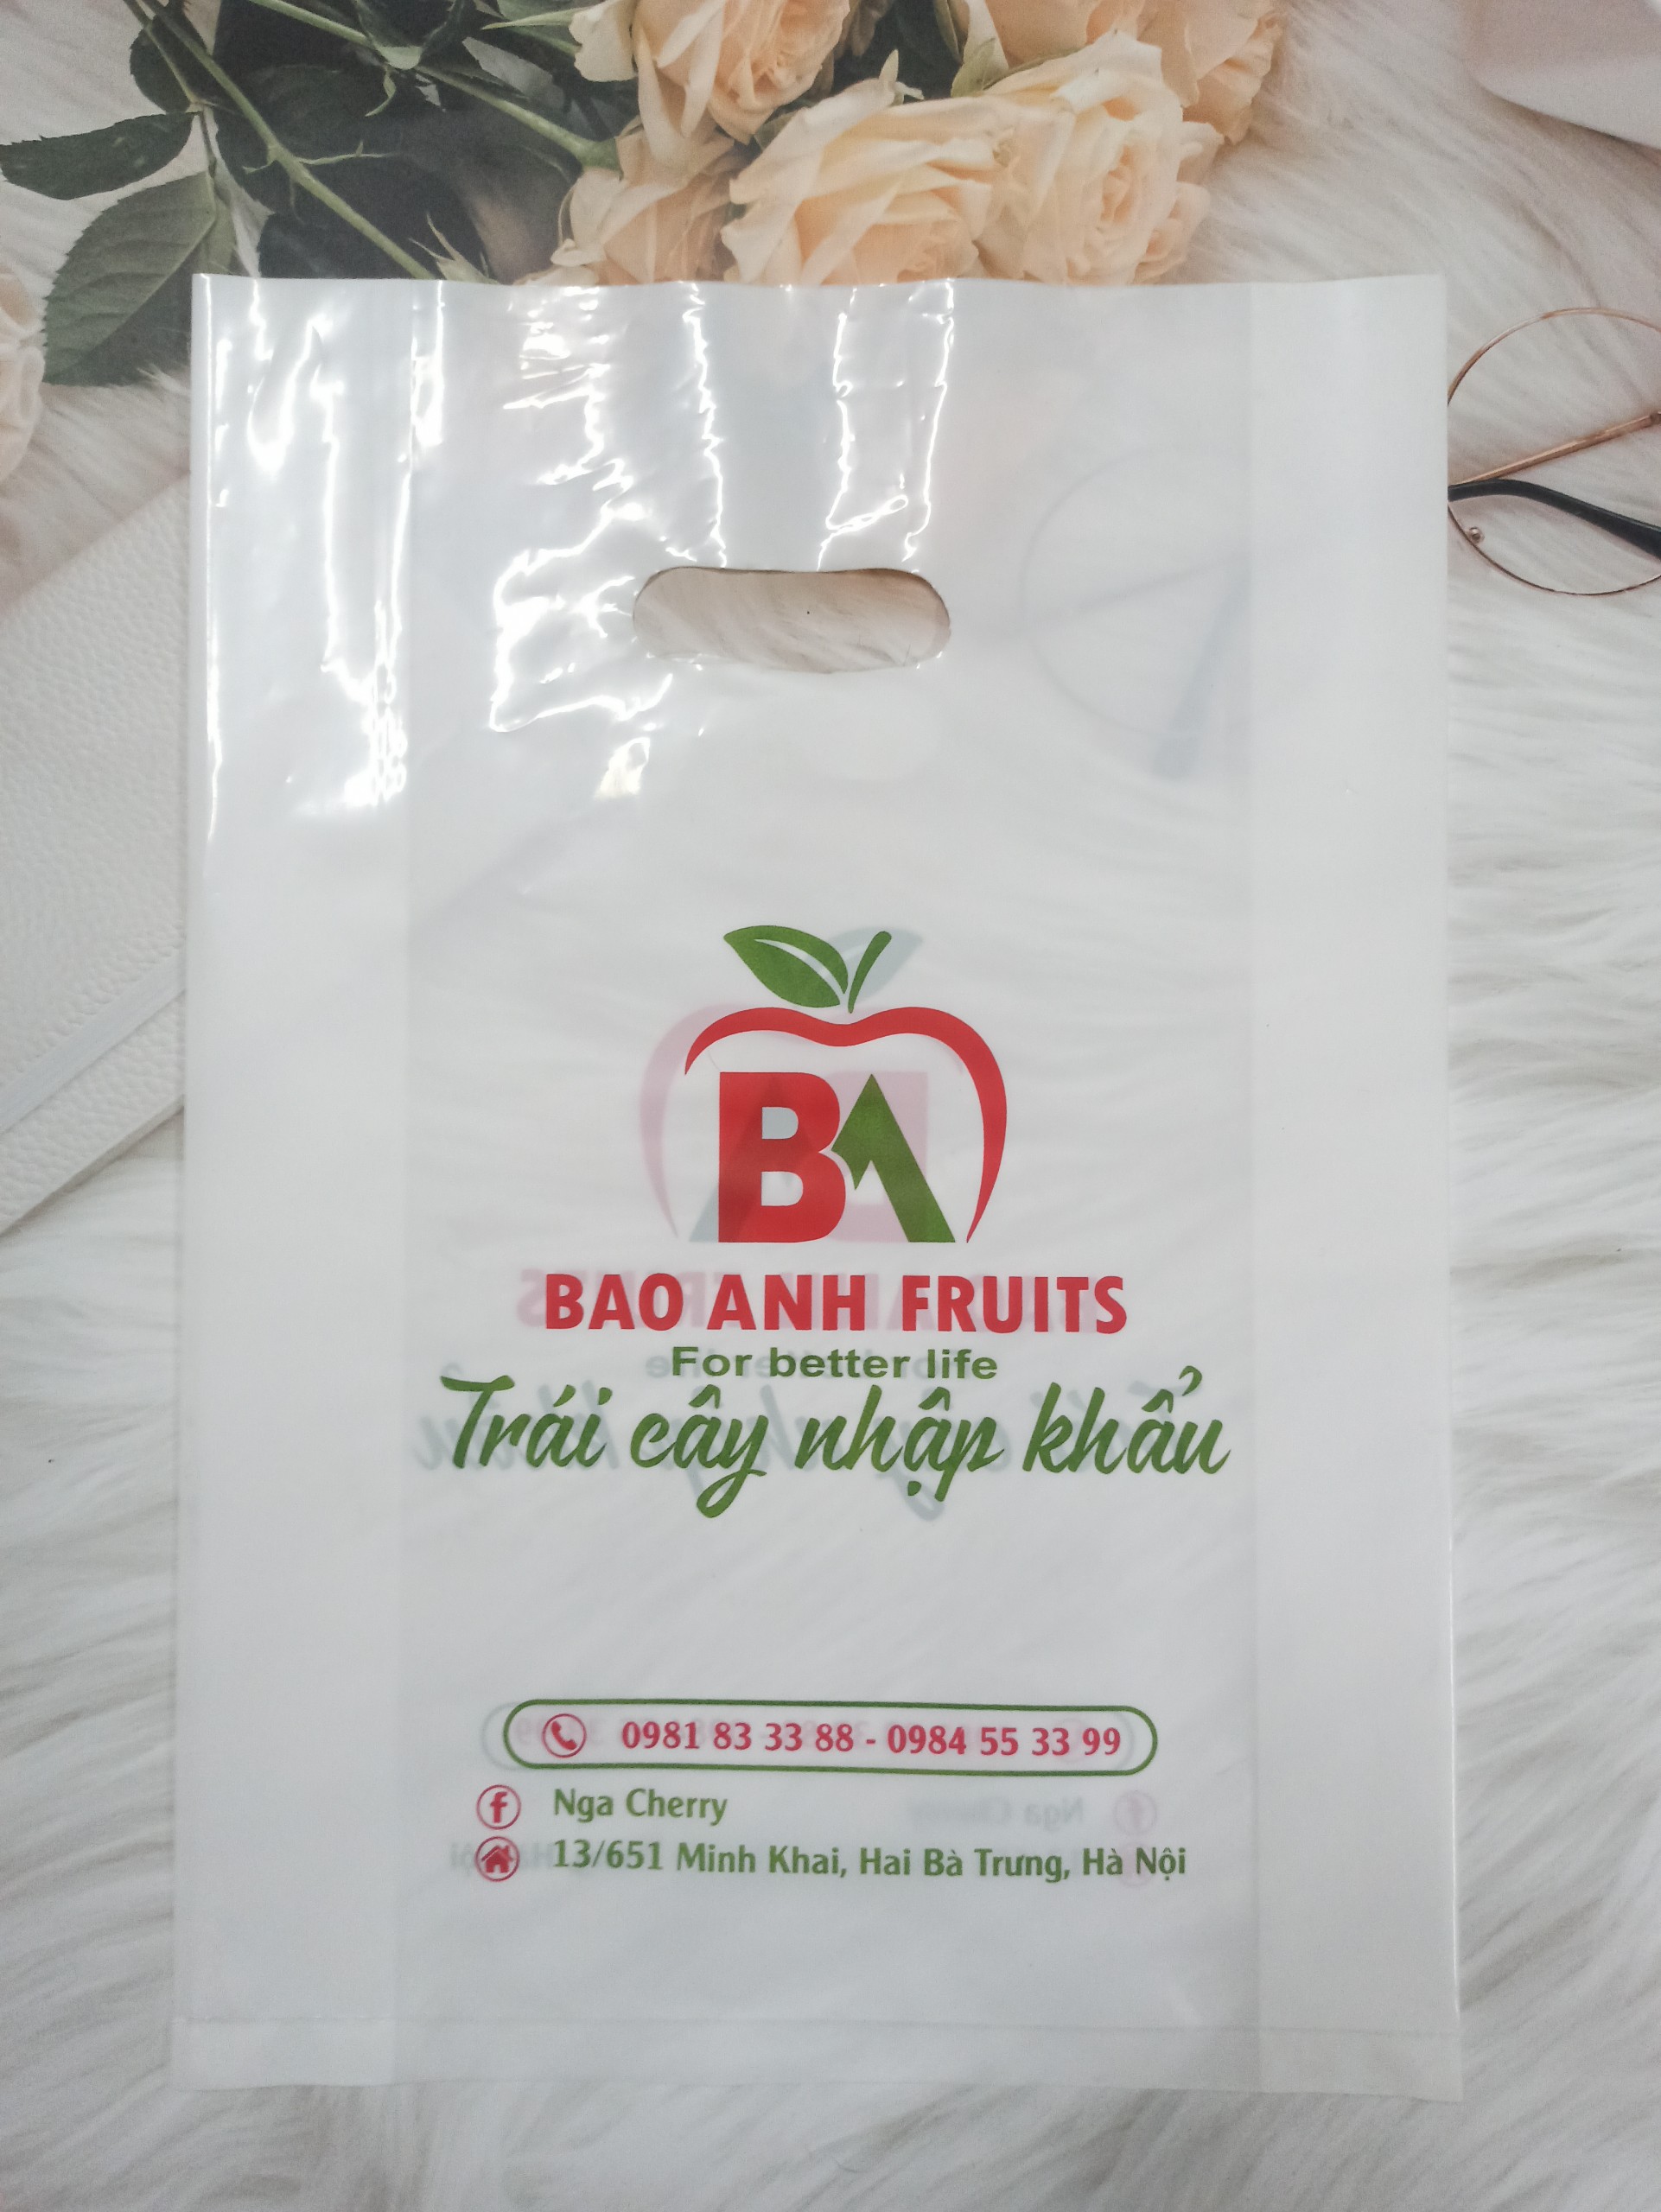 BA
BAO ANH FRUITS
For better life
Trái cây nhập khẩu
0981 83 33 88 - 0984 55 33 99
Nga Cherry
13/651 Minh Khai, Hai Bà Trưng, Hà Nội